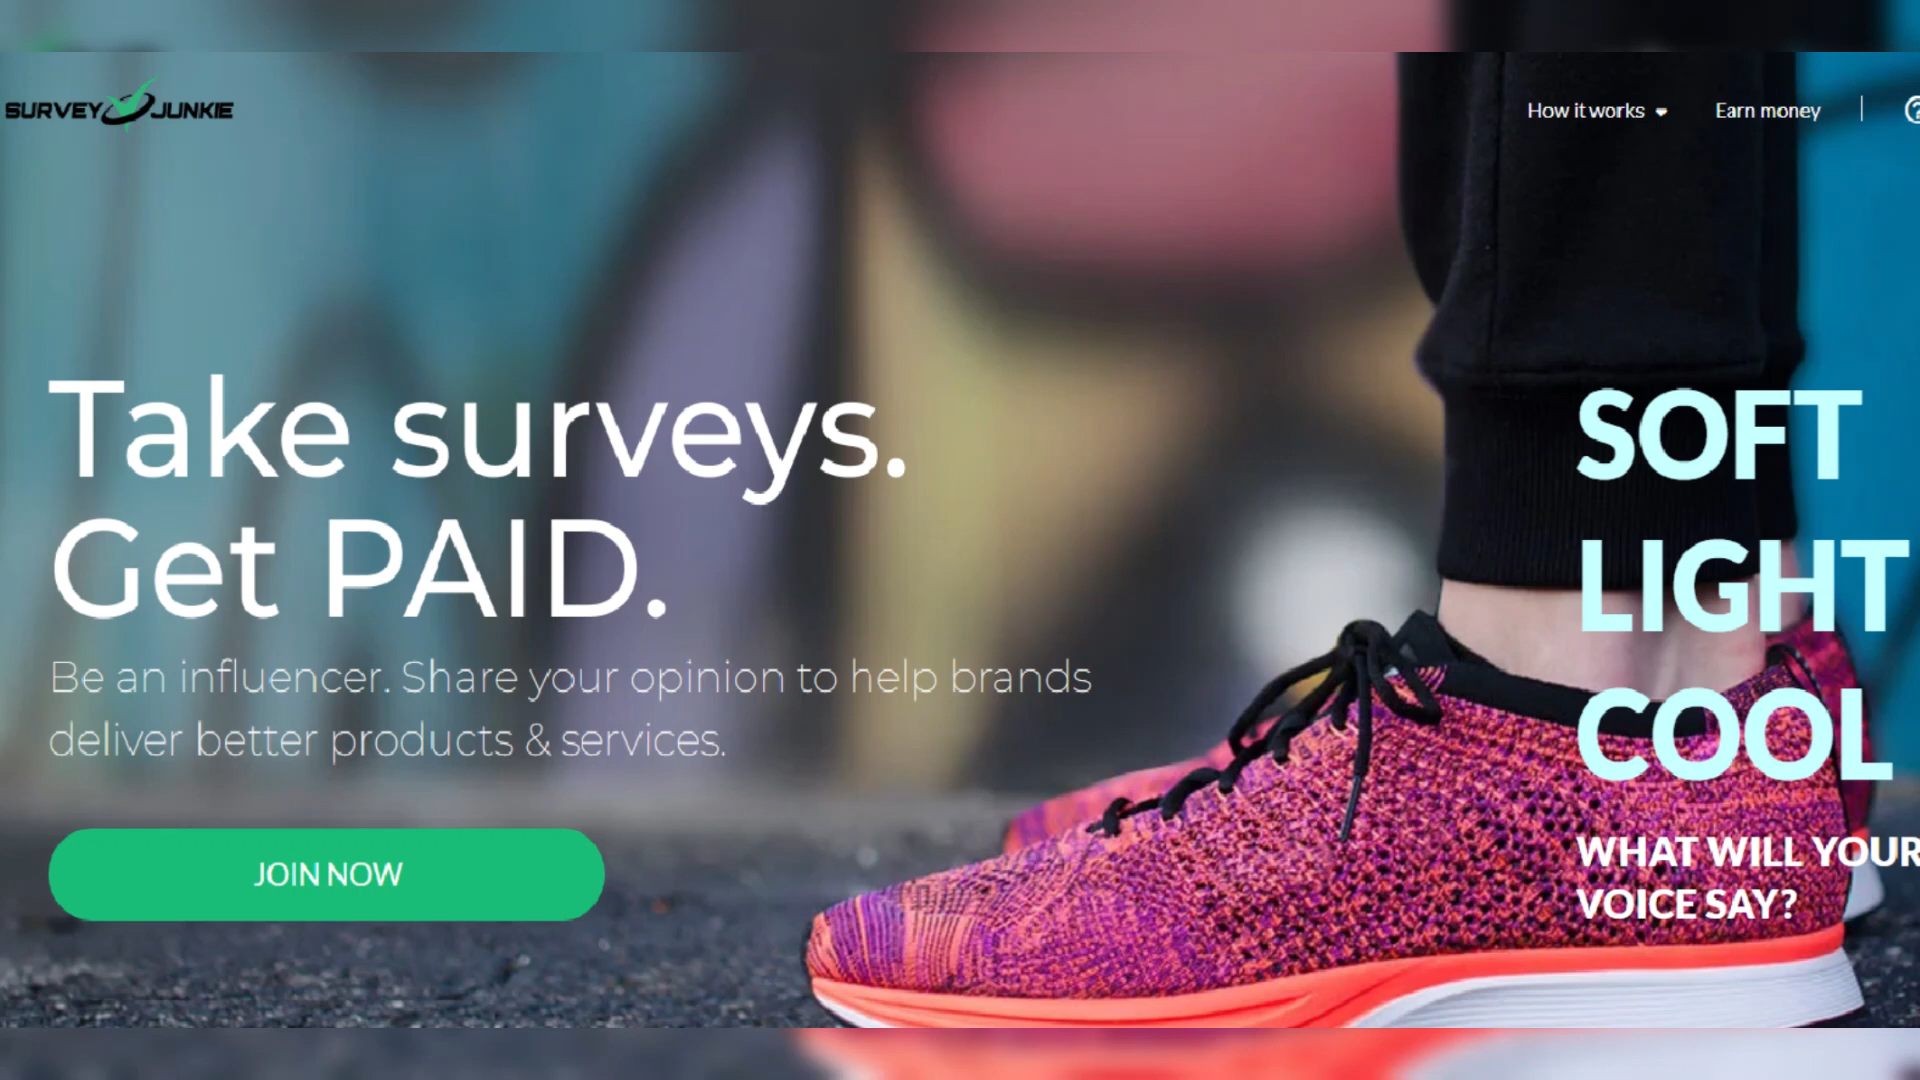 SURVEY JUNKIE
How it works
Earn money
Take surveys.
Get PAID.
Be an influencer. Share your opinion to help brands
deliver better products & services.
JOIN NOW
SOFT
LIGHT
COOL
WHAT WILL YOUR
VOICE SAY?